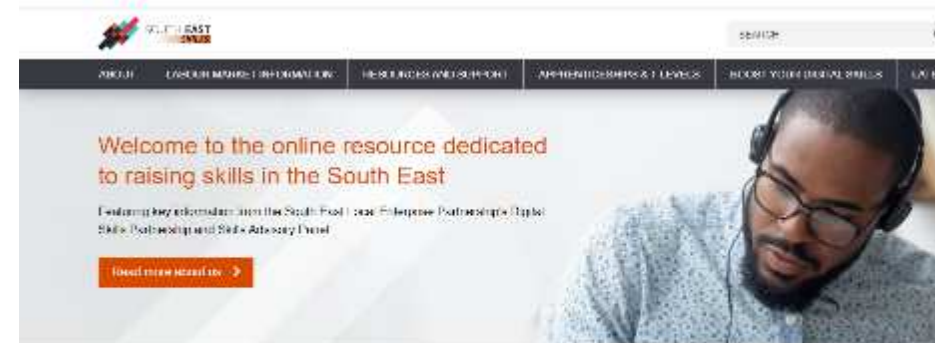 SOUTH EAST
SKILLS
SEARCH
ABOUT LABOUR MARKET INFORMATION RESOURCES AND SUPPORT APPRENTICESHIPS & T LEVELS BOOST YOUR DIGITAL SKILLS
Welcome to the online resource dedicated
to raising skills in the South East
Featuring key information from the South East Local Enterprise Partnership's Digital
Skills Partnership and Skills Advisory Panel
Read more about us